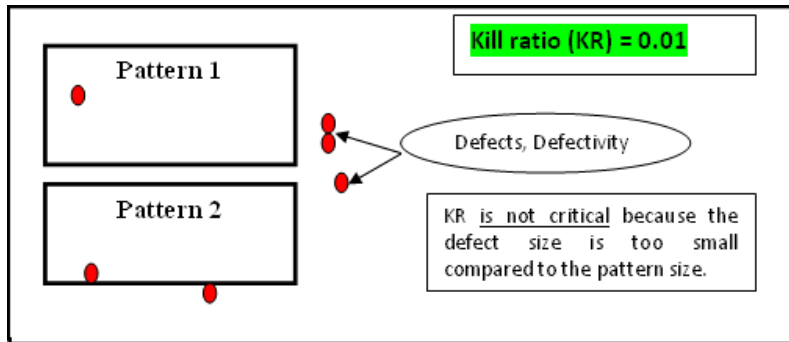 Kill ratio (KR) = 0.01
Pattern 1
Defects, Defectivity
Pattern 2
KR is not critical because the
defect size is too small
compared to the pattern size.